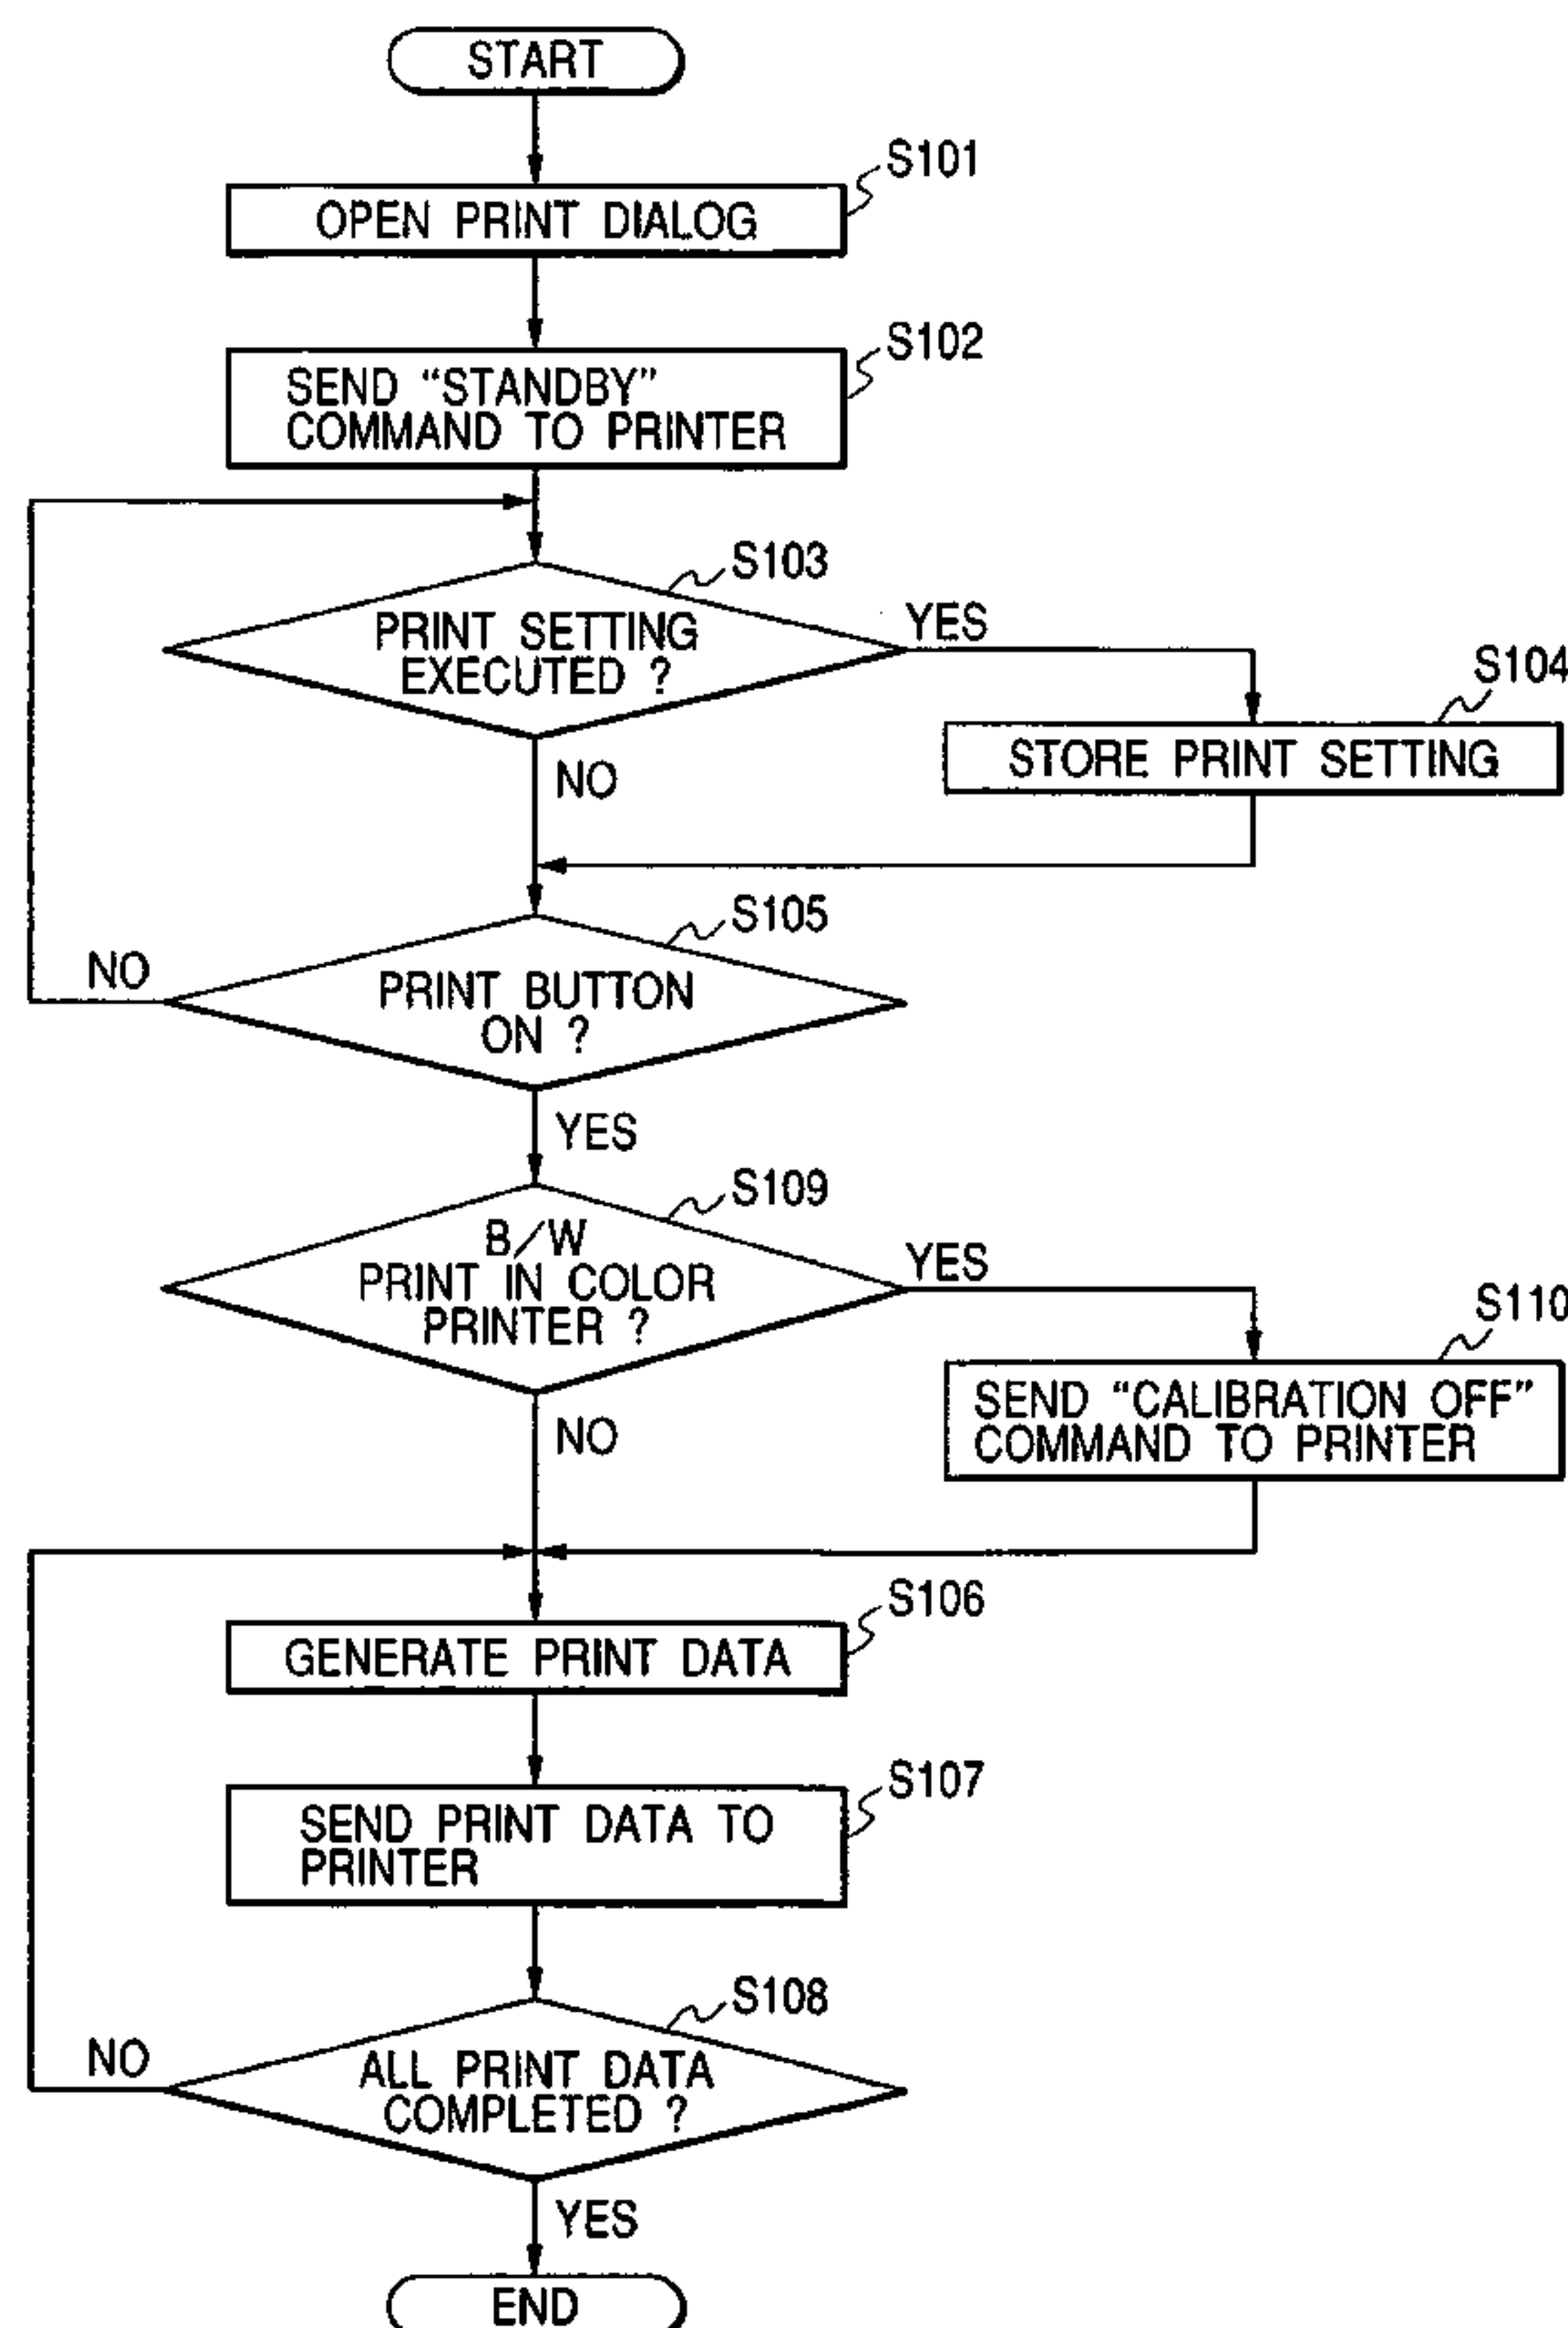 START
S101
OPEN PRINT DIALOG
S102
SEND “STANDBY”
COMMAND TO PRINTER
S103
PRINT SETTING
EXECUTED ?
YES
S104
STORE PRINT SETTING
NO
S105
NO
PRINT BUTTON
ON ?
YES
S109
B/W
PRINT IN COLOR
PRINTER ?
YES
S110
SEND “CALIBRATION OFF”
COMMAND TO PRINTER
NO
S106
GENERATE PRINT DATA
S107
SEND PRINT DATA TO
PRINTER
S108
NO
ALL PRINT DATA
COMPLETED ?
YES
END